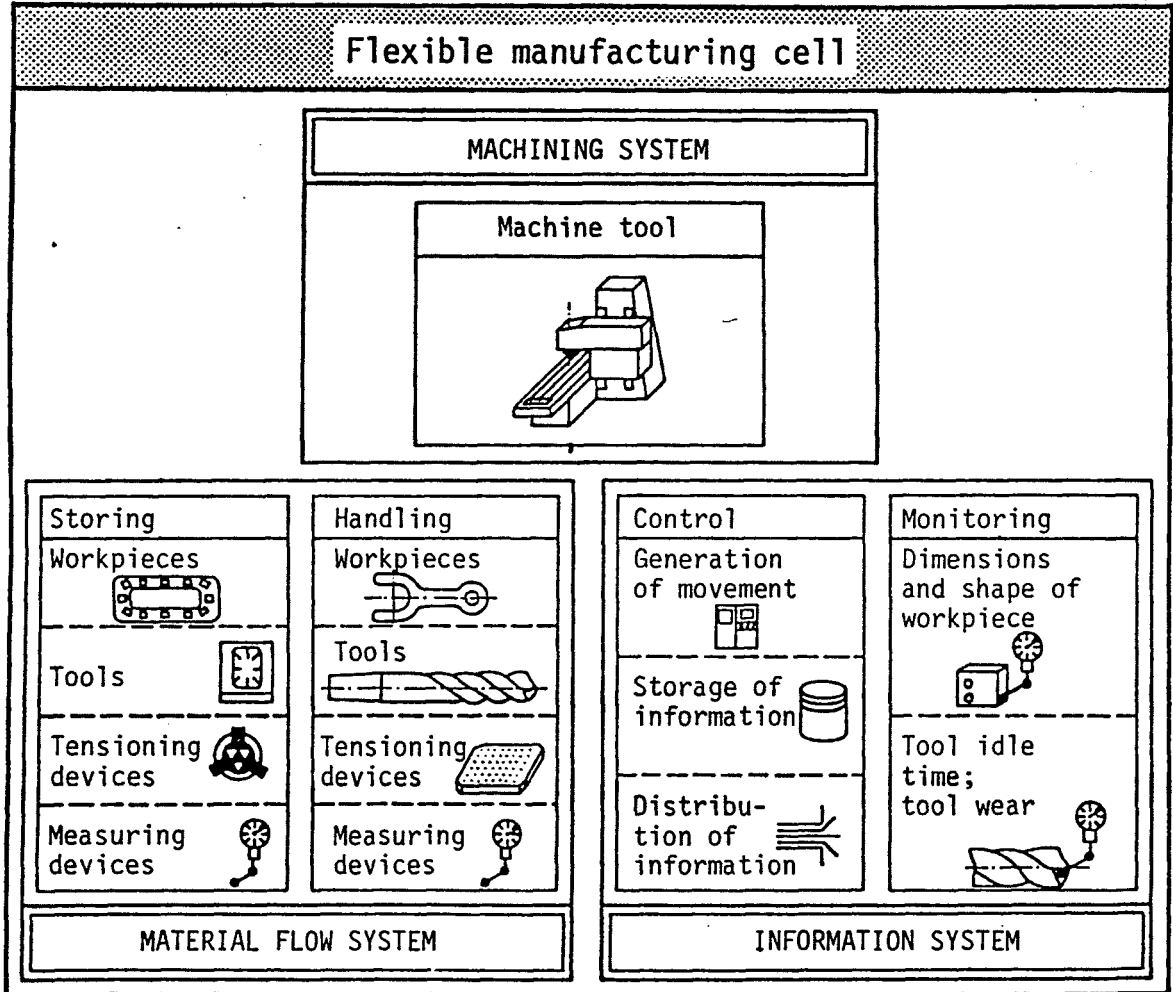 Flexible manufacturing cell
MACHINING SYSTEM
Machine tool
Storing
Workpieces
Tools
Tensioning
devices
Measuring
devices
Handling
Workpieces
Tools
Tensioning
devices
Measuring
devices
MATERIAL FLOW SYSTEM
Control
Generation
of movement
Storage of
information
Distribu-
tion of
information
Monitoring
Dimensions
and shape of
workpiece
Tool idle
time;
tool wear
INFORMATION SYSTEM